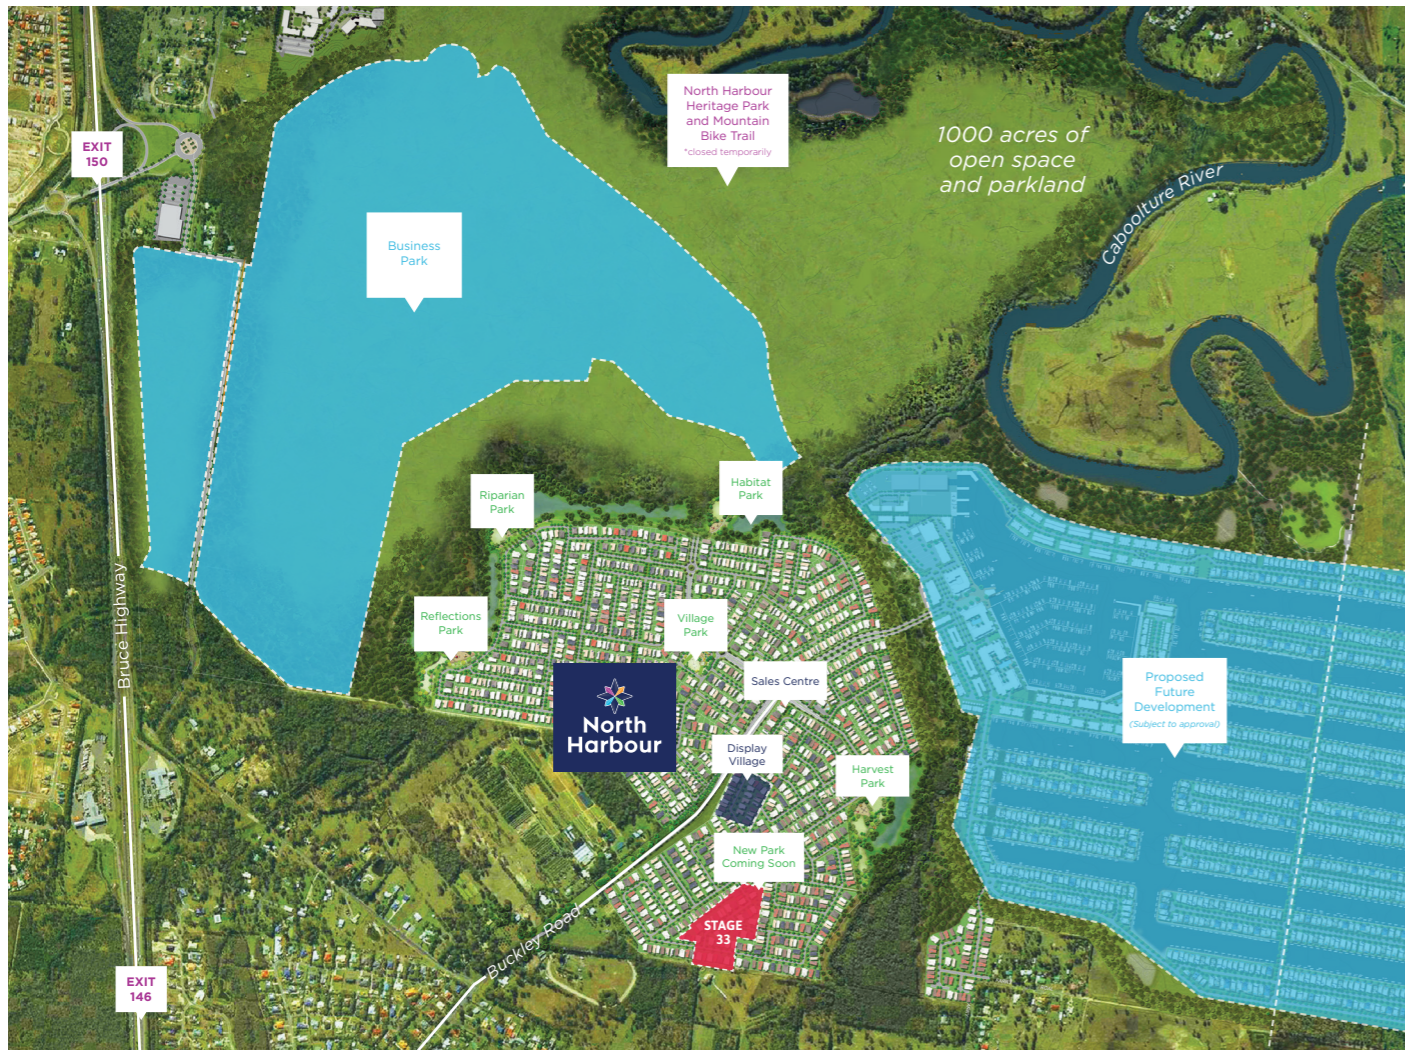 EXIT
150
North Harbour
Heritage Park
and Mountain
Bike Trail
*closed temporarily
1000 acres of
open space
and parkland
Caboolture River
Business
Park
Riparian
Park
Habitat
Park
Bruce Highway
Reflections
Park
Village
Park
Sales Centre
North
Harbour
Proposed
Future
Development
(Subject to approval)
Display
Village
Harvest
Park
New Park
Coming Soon
STAGE
33
Buckley Road
EXIT
146